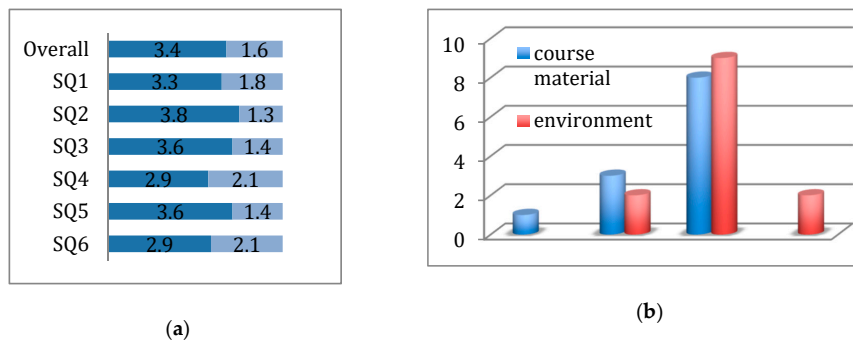 Overall 3.4 1.6
SQ1 3.3 1.8
SQ2 3.8 1.3
SQ3 3.6 1.4
SQ4 2.9 2.1
SQ5 3.6 1.4
SQ6 2.9 2.1
(a)
10
8
6
4
2
0
course
material
environment
(b)